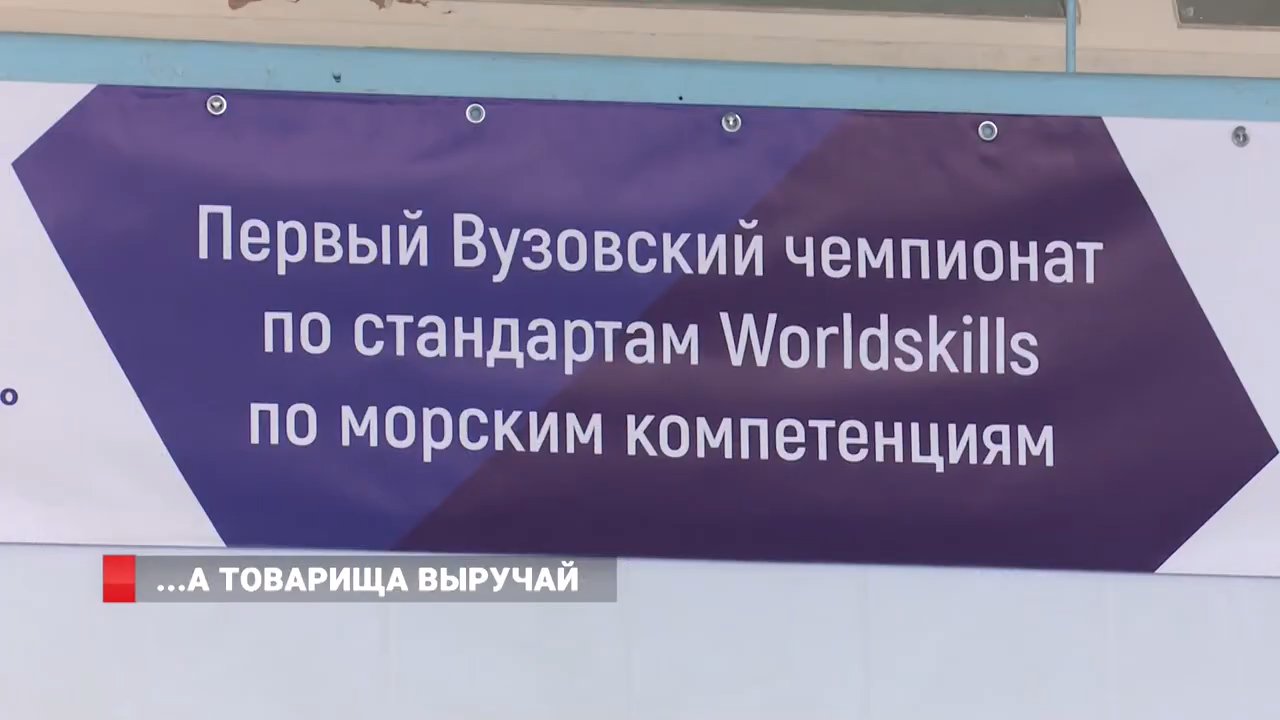 Первый Вузовский чемпионат
по стандартам Worldskills
по морским компетенциям
о
...А ТОВАРИЩА ВЫРУЧАЙ